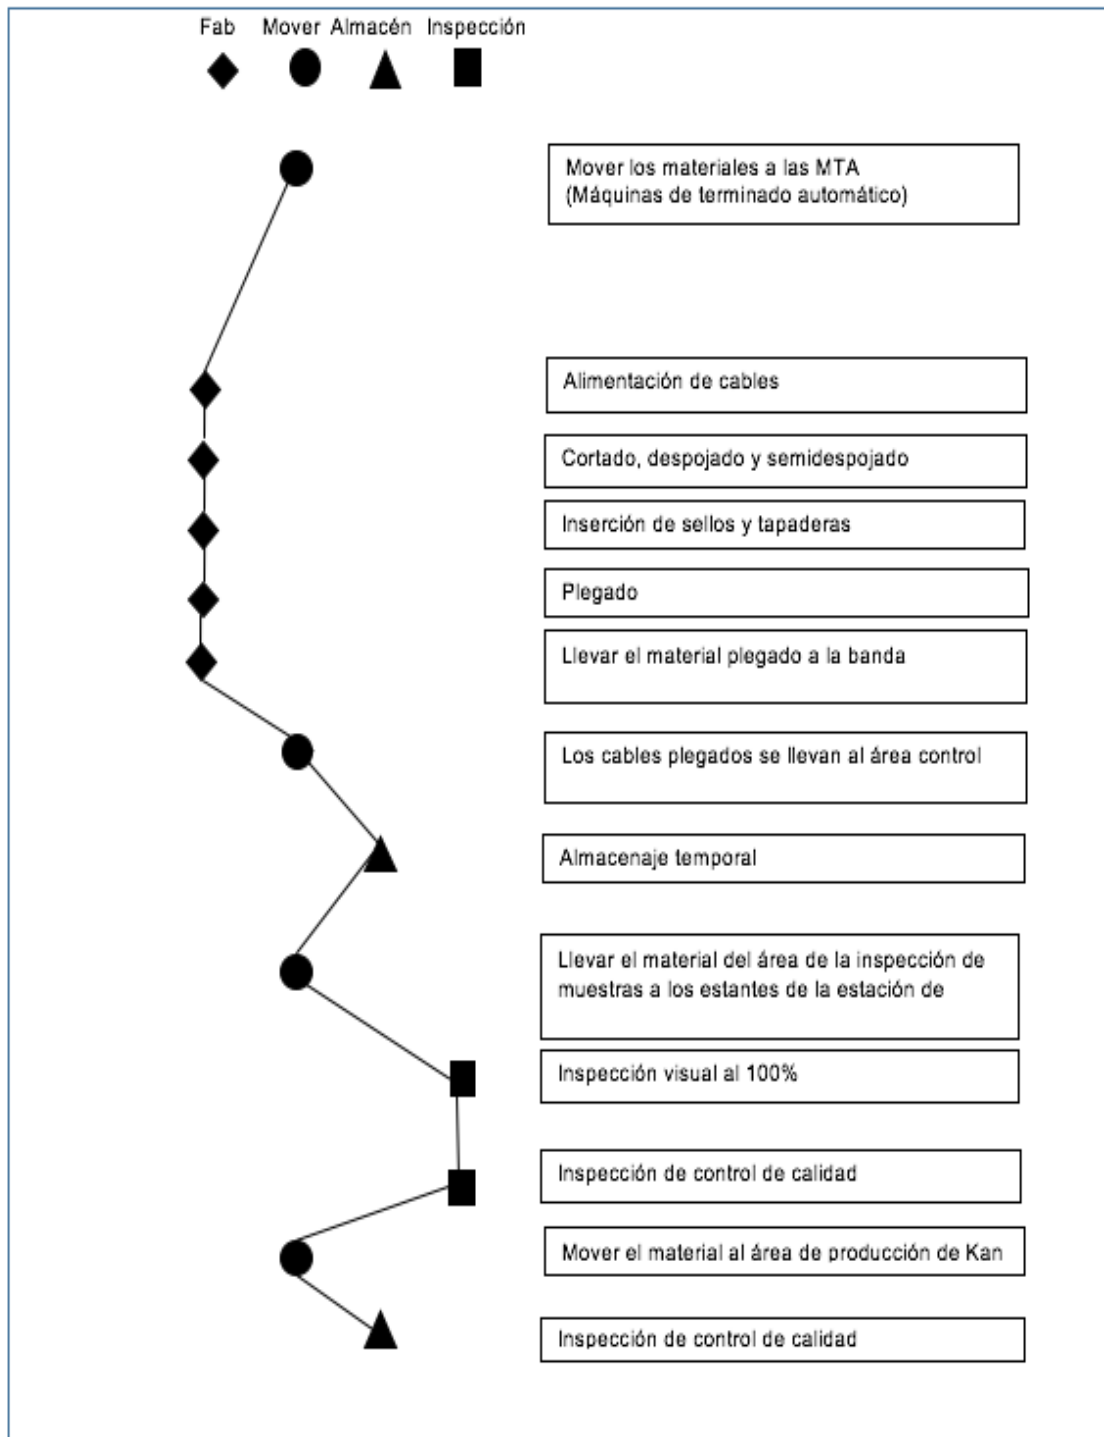 Fab Mover Almacén Inspección
Mover los materiales a las MTA
(Máquinas de terminado automático)
Alimentación de cables
Cortado, despojado y semidespojado
Inserción de sellos y tapaderas
Plegado
Llevar el material plegado a la banda
Los cables plegados se llevan al área control
Almacenaje temporal
Llevar el material del área de la inspección de
muestras a los estantes de la estación de
Inspección visual al 100%
Inspección de control de calidad
Mover el material al área de producción de Kan
Inspección de control de calidad